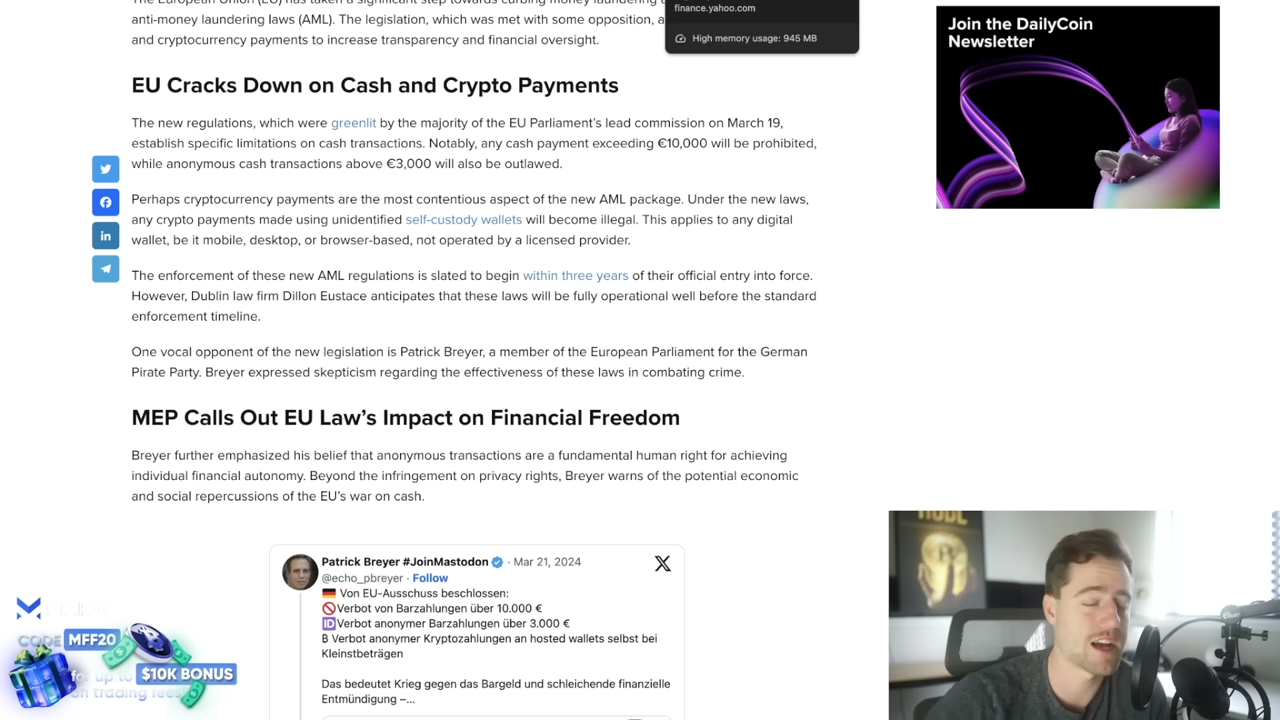 The European Union (EU) has taken a significant step towards curbing money laundering
anti-money laundering laws (AML). The legislation, which was met with some opposition, a
and cryptocurrency payments to increase transparency and financial oversight.
finance.yahoo.com
High memory usage: 945 MB
Join the DailyCoin
Newsletter
EU Cracks Down on Cash and Crypto Payments
The new regulations, which were greenlit by the majority of the EU Parliament's lead commission on March 19,
establish specific limitations on cash transactions. Notably, any cash payment exceeding €10,000 will be prohibited,
while anonymous cash transactions above €3,000 will also be outlawed.
Perhaps cryptocurrency payments are the most contentious aspect of the new AML package. Under the new laws,
any crypto payments made using unidentified self-custody wallets will become illegal. This applies to any digital
wallet, be it mobile, desktop, or browser-based, not operated by a licensed provider.
The enforcement of these new AML regulations is slated to begin within three years of their official entry into force.
However, Dublin law firm Dillon Eustace anticipates that these laws will be fully operational well before the standard
enforcement timeline.
One vocal opponent of the new legislation is Patrick Breyer, a member of the European Parliament for the German
Pirate Party. Breyer expressed skepticism regarding the effectiveness of these laws in combating crime.
MEP Calls Out EU Law's Impact on Financial Freedom
Breyer further emphasized his belief that anonymous transactions are a fundamental human right for achieving
individual financial autonomy. Beyond the infringement on privacy rights, Breyer warns of the potential economic
and social repercussions of the EU's war on cash.
Patrick Breyer #JoinMastodon · Mar 21, 2024
@echo_pbreyer · Follow
🇩🇪 Von EU-Ausschuss beschlossen:
🚫Verbot von Barzahlungen über 10.000 €
🆔Verbot anonymer Barzahlungen über 3.000 €
₿ Verbot anonymer Kryptozahlungen an hosted wallets selbst bei
Kleinstbeträgen
Das bedeutet Krieg gegen das Bargeld und schleichende finanzielle
Entmündigung –...
CODE MFF20
for up to $10K BONUS
on trading fees